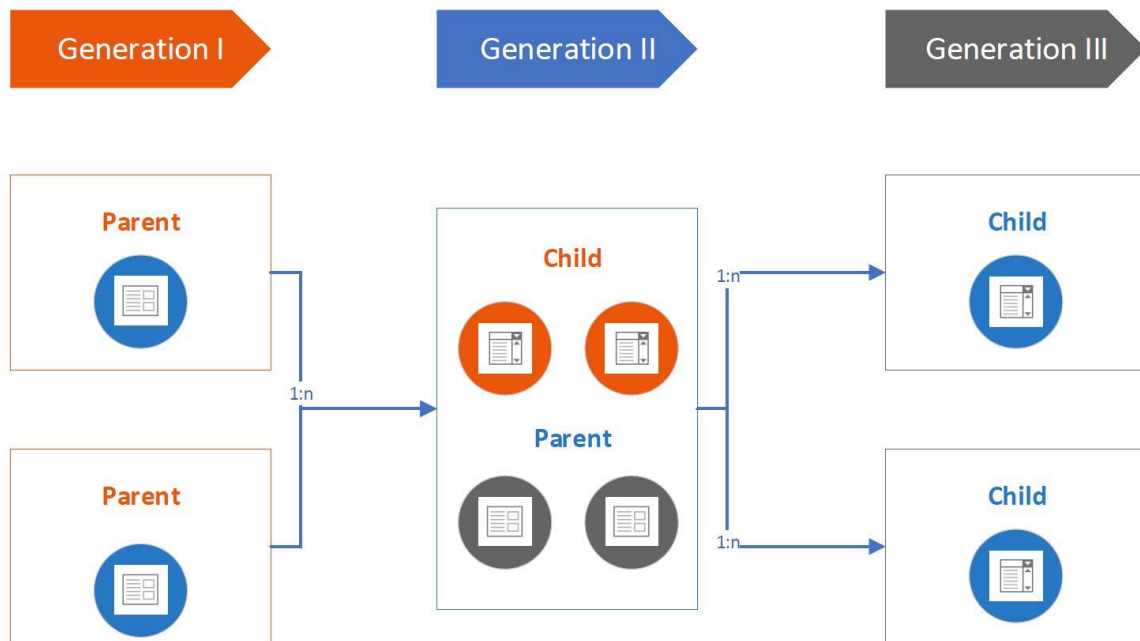 Generation I
Generation II
Generation III
Parent
Child
Child
1:n
1:n
Parent
Parent
Child
1:n